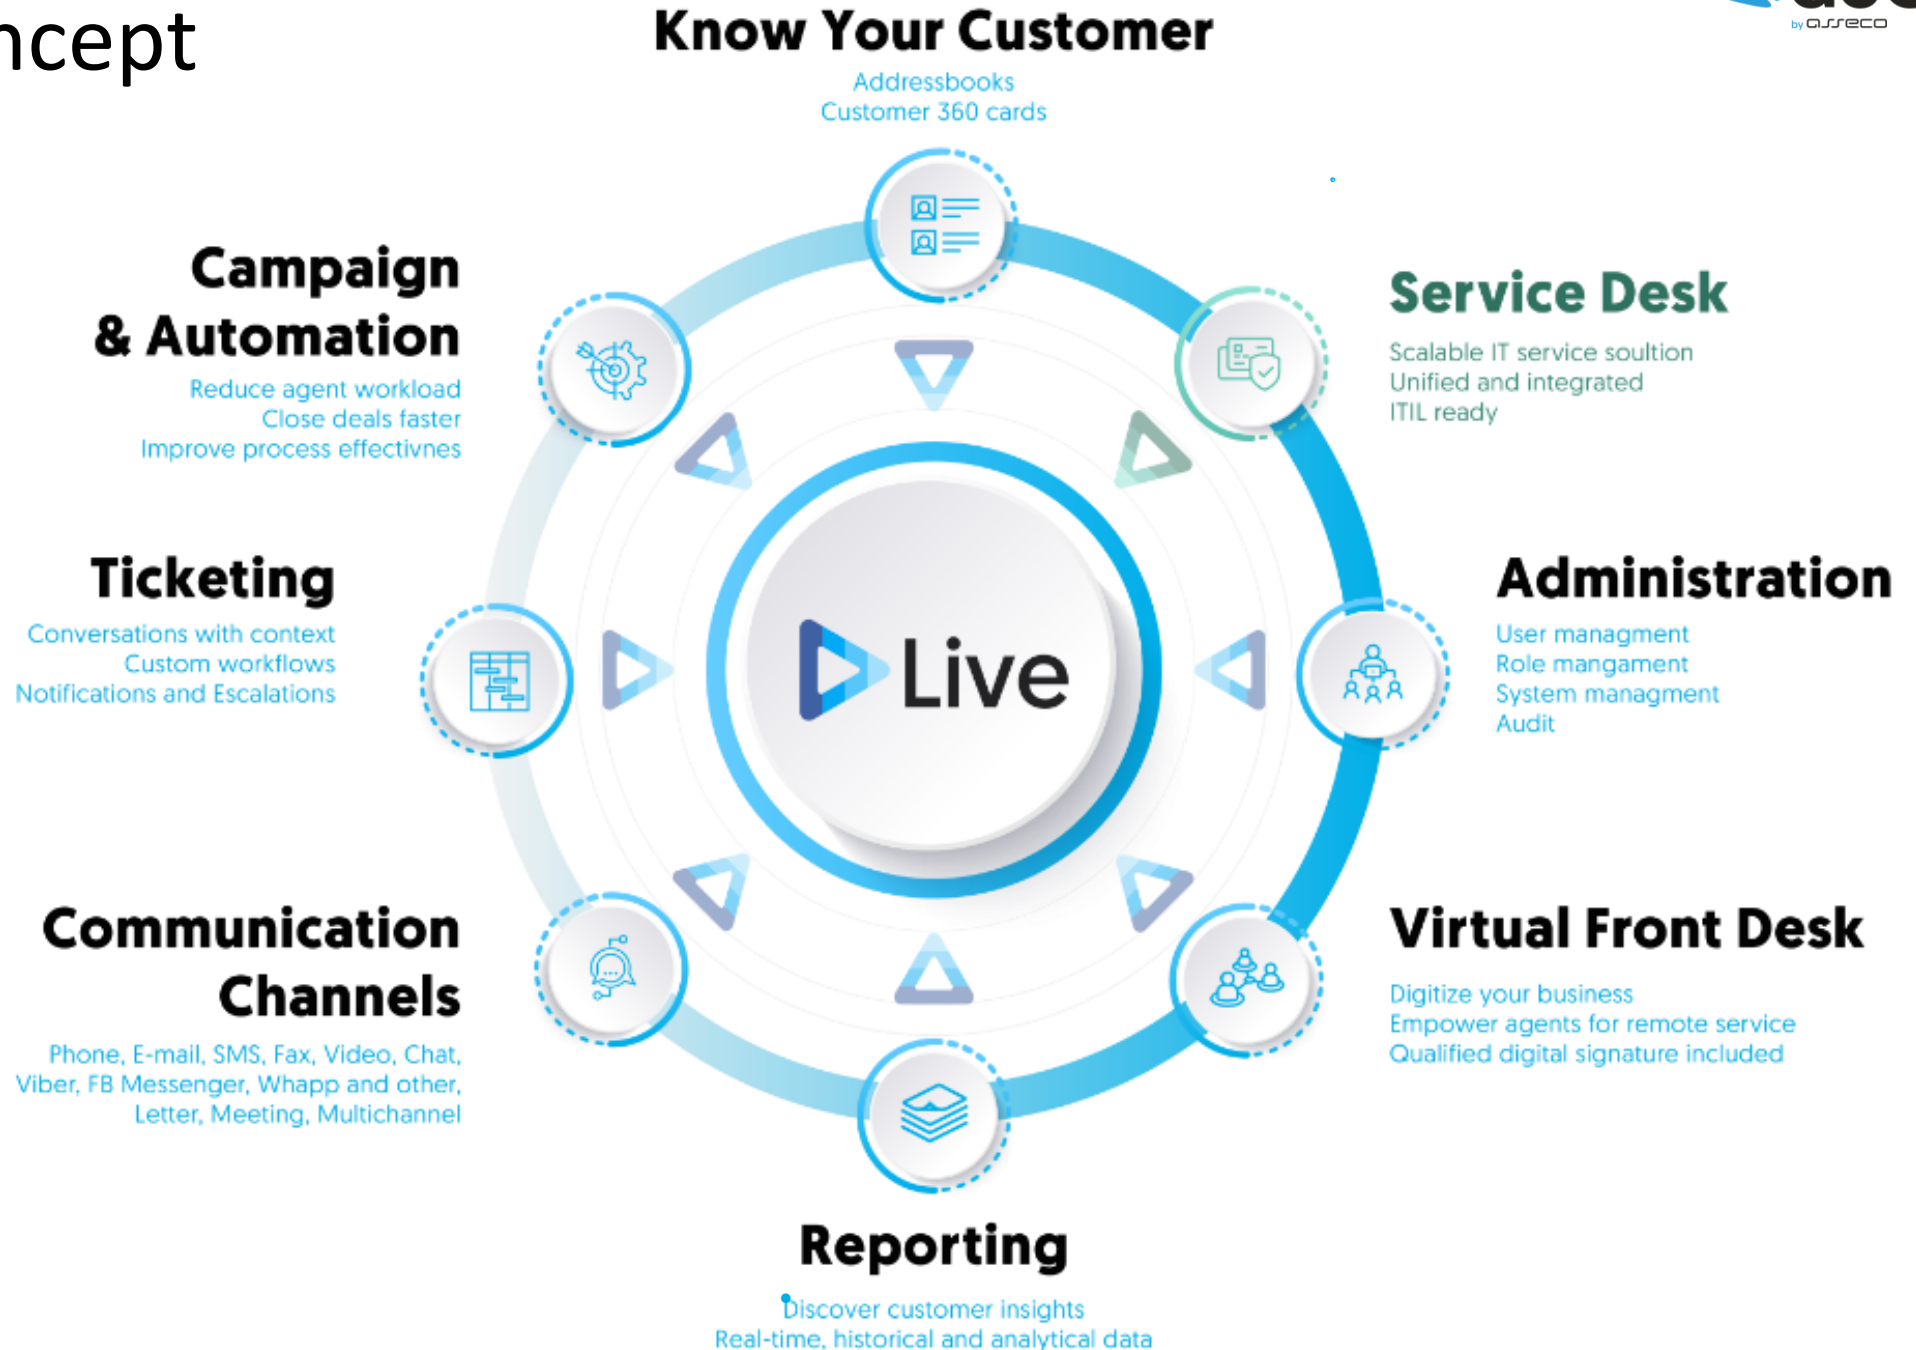 ncept
by asseco
Know Your Customer
Addressbooks
Customer 360 cards
Campaign
& Automation
Reduce agent workload
Close deals faster
Improve process effectivnes
Service Desk
Scalable IT service soultion
Unified and integrated
ITIL ready
Ticketing
Conversations with context
Custom workflows
Notifications and Escalations
Live
Administration
User managment
Role mangament
System managment
Audit
Communication
Channels
Phone, E-mail, SMS, Fax, Video, Chat,
Viber, FB Messenger, Whapp and other,
Letter, Meeting, Multichannel
Virtual Front Desk
Digitize your business
Empower agents for remote service
Qualified digital signature included
Reporting
Discover customer insights
Real-time, historical and analytical data